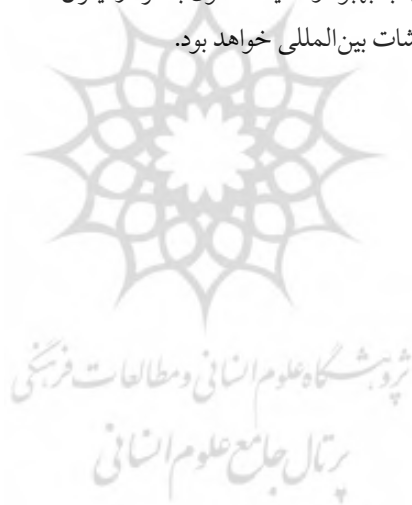 شات بین‌المللی خواهد بود.
پژوهشگاه علوم انسانی و مطالعات فرهنگی
پرتال جامع علوم انسانی